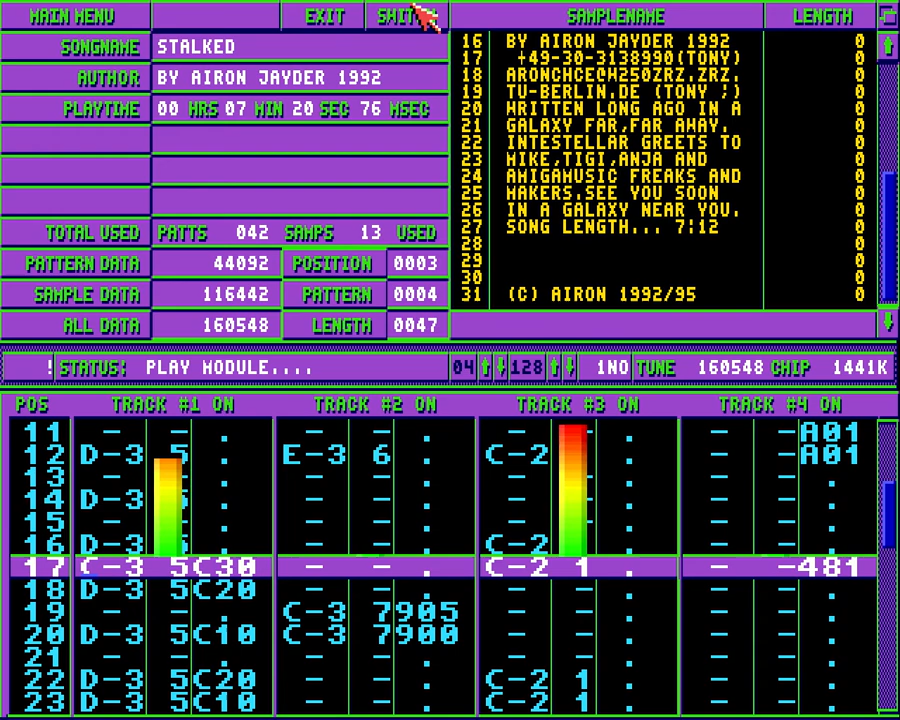 MAIN MENU EXIT SAMPLENAME LENGTH
SONGNAME STALKED
AUTHOR BY AIRON JAYDER 1992
PLAYTIME 00 HRS 07 MIN 20 SEC 76 MSEC
TOTAL USED PATTS 042 SAMPS 13 USED
PATTERN DATA 44092 POSITION 0003
SAMPLE DATA 116442 PATTERN 0004
ALL DATA 160548 LENGTH 0047
16 BY AIRON JAYDER 1992 0
17 +49-30-3138990(TONY) 0
18 ARONCHCE@W250ZRZ.ZRZ. 0
19 TU-BERLIN.DE (TONY ;) 0
20 WRITTEN LONG AGO IN A 0
21 GALAXY FAR,FAR AWAY. 0
22 INTESTELLAR GREETS TO 0
23 MIKE,TIGI,ANJA AND 0
24 AMIGAMUSIC FREAKS AND 0
25 MAKERS.SEE YOU SOON 0
26 IN A GALAXY NEAR YOU. 0
27 SONG LENGTH... 7:12 0
28 0
29 0
30 0
31 (C) AIRON 1992/95 0
! STATUS: PLAY MODULE.... 04 128 1NO TUNE 160548 CHIP 1441K
POS TRACK #1 ON TRACK #2 ON TRACK #3 ON TRACK #4 ON
11 - - . - - . - - . - - A01
12 D-3 5 . E-3 6 . C-2 . - - A01
13 - - . - - . - - . - - .
14 D-3 . - - . - - . - - .
15 - - . - - . - - . - - .
16 D-3 . - - . C-2 . - - .
17 C-3 5C30 - - . C-2 1 . - -481
18 D-3 5C20 - - . - - . - - .
19 - - . C-3 7905 - - . - - .
20 D-3 5C10 C-3 7900 - - . - - .
21 - - . - - . - - . - - .
22 D-3 5C20 - - . C-2 1 . - - .
23 D-3 5C10 - - . C-2 1 . - - .